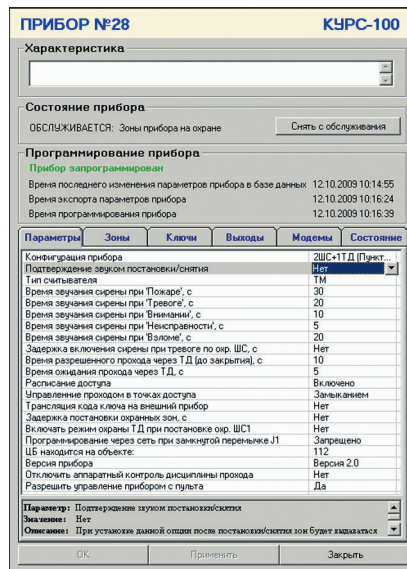 ПРИБОР №28 КУРС-100
Характеристика
Состояние прибора
ОБСЛУЖИВАЕТСЯ: Зоны прибора на охране Снять с обслуживания
Программирование прибора
Прибор запрограммирован
Время последнего изменения параметров прибора в базе данных 12.10.2009 10:14:55
Время экспорта параметров прибора 12.10.2009 10:16:24
Время программирования прибора 12.10.2009 10:16:39
Параметры Зоны Ключи Выходы Модемы Состояние
Конфигурация прибора 2ШС+1ТД (Пункт...
Подтверждение звуком постановки/снятия Нет
Тип считывателя ТМ
Время звучания сирены при 'Пожаре', с 30
Время звучания сирены при 'Тревоге', с 20
Время звучания сирены при 'Внимании', с 10
Время звучания сирены при 'Неисправности', с 5
Время звучания сирены при 'Взломе', с 20
Задержка включения сирены при тревоге по охр. ШС, с Нет
Время разрешенного прохода через ТД (до закрытия), с 10
Время ожидания прохода через ТД, с 5
Расписание доступа Включено
Управление проходом в точках доступа Замыканием
Трансляция кода ключа на внешний прибор Нет
Задержка постановки охранных зон, с Нет
Включать режим охраны ТД при постановке охр. ШС1 Нет
Программирование через сеть при замкнутой перемычке J1 Запрещено
ЦБ находится на объекте: 112
Версия прибора Версия 2.0
Отключить аппаратный контроль дисциплины прохода Нет
Разрешить управление прибором с пульта Да
Параметр: Подтверждение звуком постановки/снятия
Значение: Нет
Описание: При установке данной опции после постановки/снятия зон будет выдаваться
OK Применить Закрыть